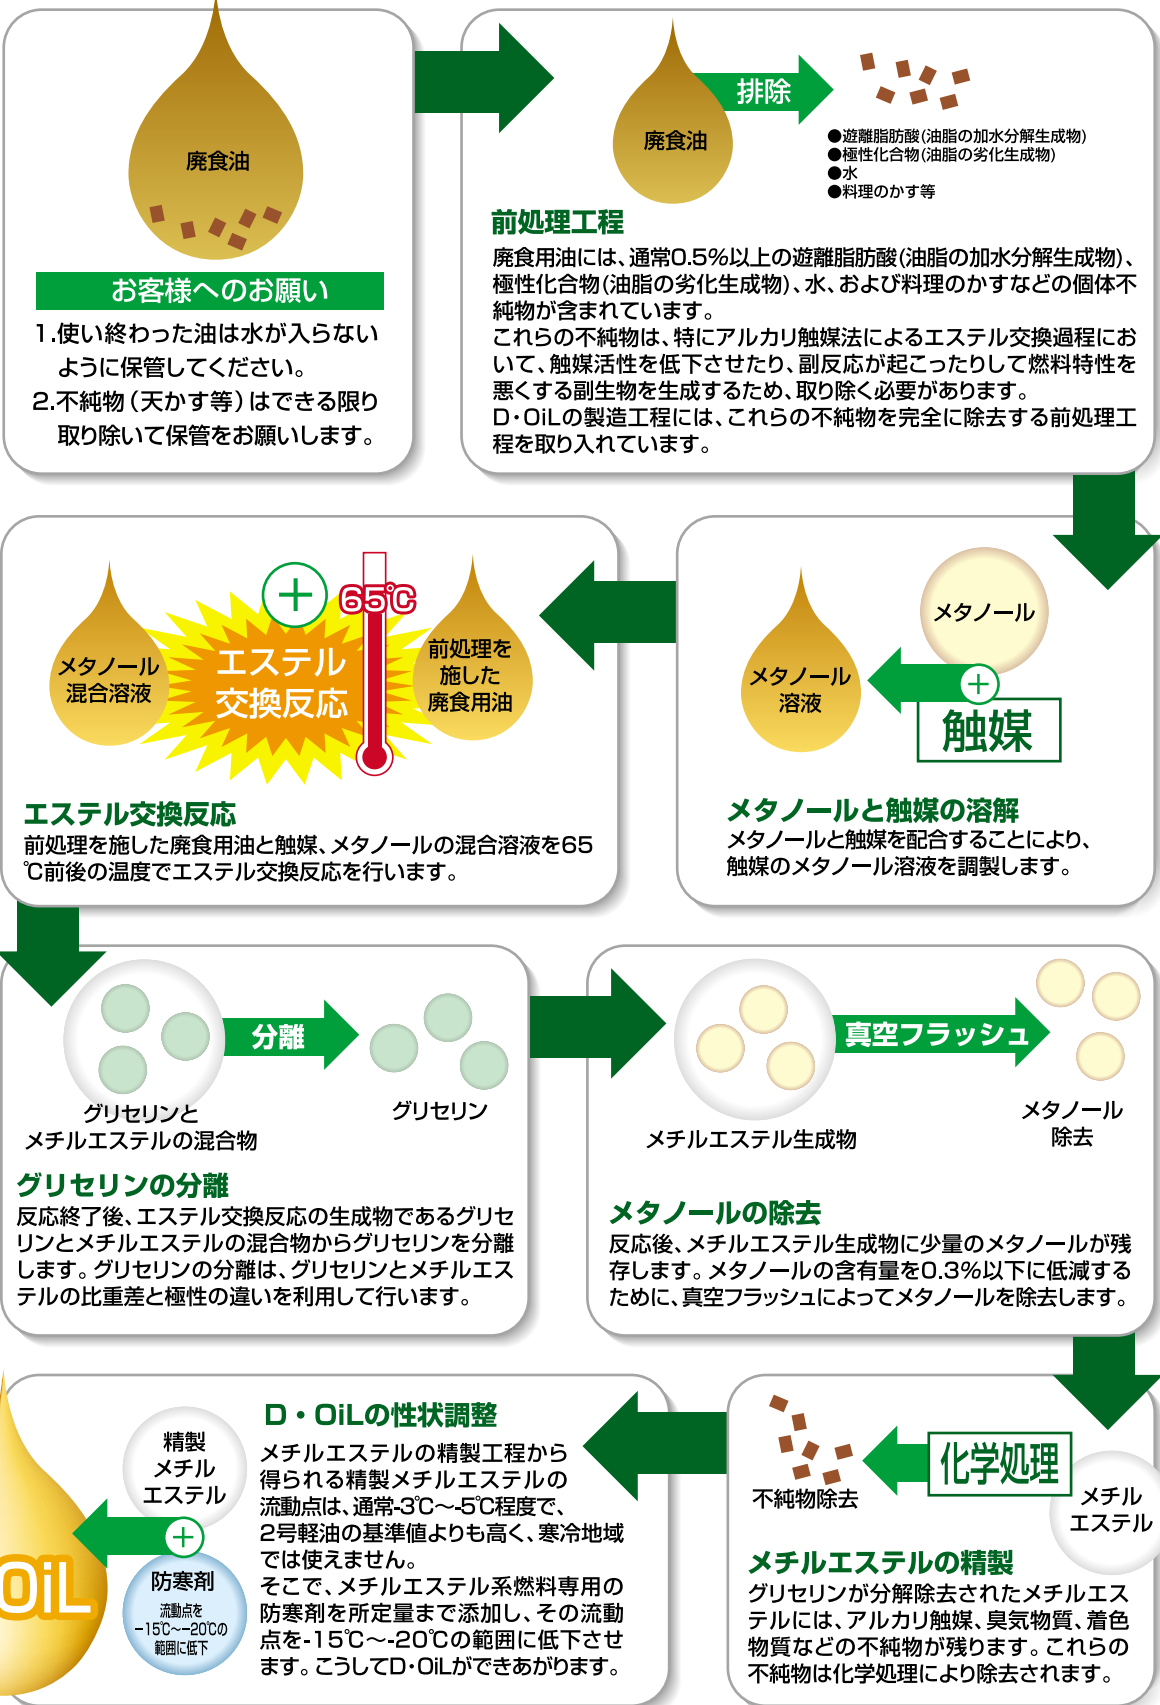 廃食油
お客様へのお願い
1.使い終わった油は水が入らない
ように保管してください。
2.不純物(天かす等)はできる限り
取り除いて保管をお願いします。
廃食油
排除
●遊離脂肪酸(油脂の加水分解生成物)
●極性化合物(油脂の劣化生成物)
●水
●料理のかす等
前処理工程
廃食用油には、通常0.5%以上の遊離脂肪酸(油脂の加水分解生成物)、
極性化合物(油脂の劣化生成物)、水、および料理のかすなどの個体不
純物が含まれています。
これらの不純物は、特にアルカリ触媒法によるエステル交換過程にお
いて、触媒活性を低下させたり、副反応が起こったりして燃料特性を
悪くする副生物を生成するため、取り除く必要があります。
D・OiLの製造工程には、これらの不純物を完全に除去する前処理工
程を取り入れています。
メタノール
+
触媒
メタノール
溶液
メタノールと触媒の溶解
メタノールと触媒を配合することにより、
触媒のメタノール溶液を調製します。
メタノール
混合溶液
+
65℃
エステル
交換反応
前処理を
施した
廃食用油
エステル交換反応
前処理を施した廃食用油と触媒、メタノールの混合溶液を65
℃前後の温度でエステル交換反応を行います。
分離
グリセリンと
メチルエステルの混合物
グリセリン
グリセリンの分離
反応終了後、エステル交換反応の生成物であるグリセ
リンとメチルエステルの混合物からグリセリンを分離
します。グリセリンの分離は、グリセリンとメチルエス
テルの比重差と極性の違いを利用して行います。
真空フラッシュ
メチルエステル生成物
メタノール
除去
メタノールの除去
反応後、メチルエステル生成物に少量のメタノールが残
存します。メタノールの含有量を0.3%以下に低減する
ために、真空フラッシュによってメタノールを除去します。
化学処理
不純物除去
メチル
エステル
メチルエステルの精製
グリセリンが分解除去されたメチルエス
テルには、アルカリ触媒、臭気物質、着色
物質などの不純物が残ります。これらの
不純物は化学処理により除去されます。
精製
メチル
エステル
+
防寒剤
流動点を
-15℃~-20℃の
範囲に低下
OiL
D・OiLの性状調整
メチルエステルの精製工程から
得られる精製メチルエステルの
流動点は、通常-3℃~-5℃程度で、
2号軽油の基準値よりも高く、寒冷地域
では使えません。
そこで、メチルエステル系燃料専用の
防寒剤を所定量まで添加し、その流動
点を-15℃~-20℃の範囲に低下させ
ます。こうしてD・OiLができあがります。